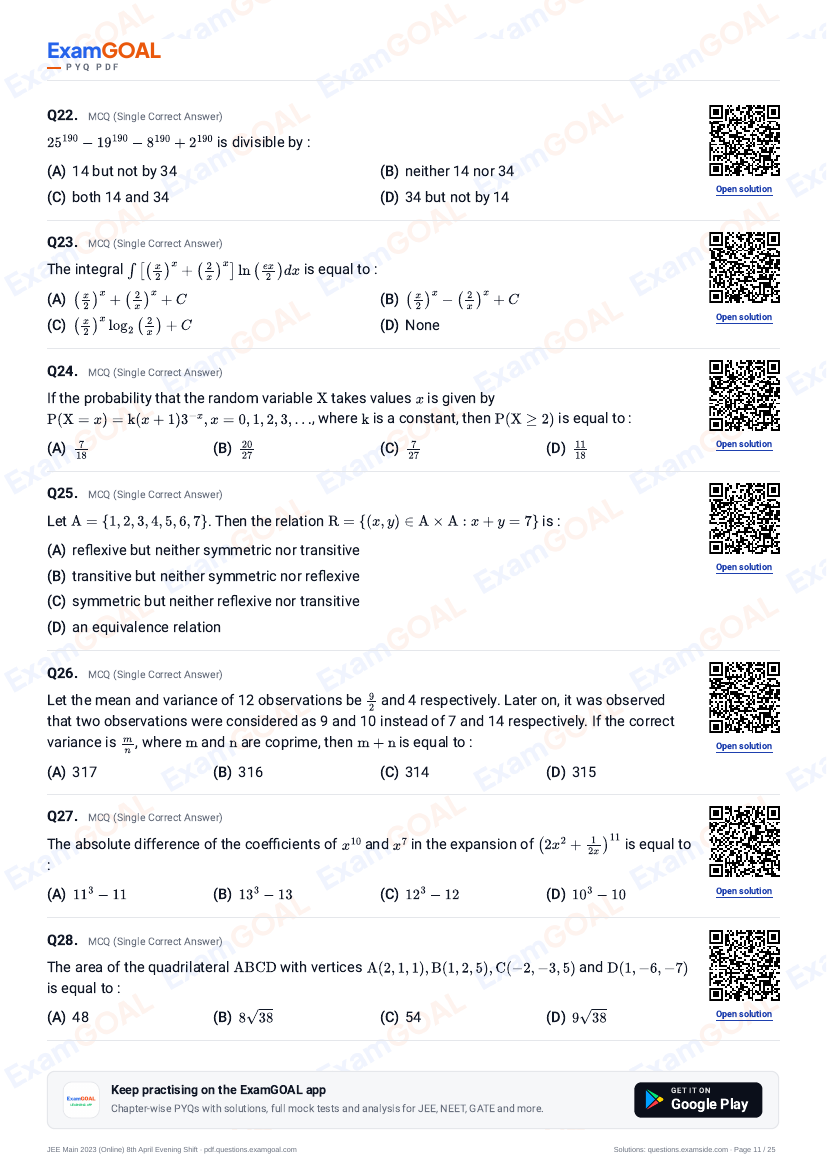 ExamGOAL
PYQ PDF
Q22. MCQ (Single Correct Answer)
25^190 − 19^190 − 8^190 + 2^190 is divisible by :
(A) 14 but not by 34
(B) neither 14 nor 34
(C) both 14 and 34
(D) 34 but not by 14
Open solution
Q23. MCQ (Single Correct Answer)
The integral ∫ [(x/2)^x + (2/x)^x] ln (ex/2) dx is equal to :
(A) (x/2)^x + (2/x)^x + C
(B) (x/2)^x − (2/x)^x + C
(C) (x/2)^x log_2 (2/x) + C
(D) None
Open solution
Q24. MCQ (Single Correct Answer)
If the probability that the random variable X takes values x is given by
P(X = x) = k(x + 1)3^−x, x = 0, 1, 2, 3, . . ., where k is a constant, then P(X ≥ 2) is equal to :
(A) 7/18
(B) 20/27
(C) 7/27
(D) 11/18
Open solution
Q25. MCQ (Single Correct Answer)
Let A = {1, 2, 3, 4, 5, 6, 7}. Then the relation R = {(x, y) ∈ A × A : x + y = 7} is :
(A) reflexive but neither symmetric nor transitive
(B) transitive but neither symmetric nor reflexive
(C) symmetric but neither reflexive nor transitive
(D) an equivalence relation
Open solution
Q26. MCQ (Single Correct Answer)
Let the mean and variance of 12 observations be 9/2 and 4 respectively. Later on, it was observed
that two observations were considered as 9 and 10 instead of 7 and 14 respectively. If the correct
variance is m/n, where m and n are coprime, then m + n is equal to :
(A) 317
(B) 316
(C) 314
(D) 315
Open solution
Q27. MCQ (Single Correct Answer)
The absolute difference of the coefficients of x^10 and x^7 in the expansion of (2x^2 + 1/2x)^11 is equal to
:
(A) 11^3 − 11
(B) 13^3 − 13
(C) 12^3 − 12
(D) 10^3 − 10
Open solution
Q28. MCQ (Single Correct Answer)
The area of the quadrilateral ABCD with vertices A(2, 1, 1), B(1, 2, 5), C(−2, −3, 5) and D(1, −6, −7)
is equal to :
(A) 48
(B) 8√38
(C) 54
(D) 9√38
Open solution
Keep practising on the ExamGOAL app
Chapter-wise PYQs with solutions, full mock tests and analysis for JEE, NEET, GATE and more.
GET IT ON
Google Play
JEE Main 2023 (Online) 8th April Evening Shift · pdf.questions.examgoal.com
Solutions: questions.examside.com · Page 11 / 25